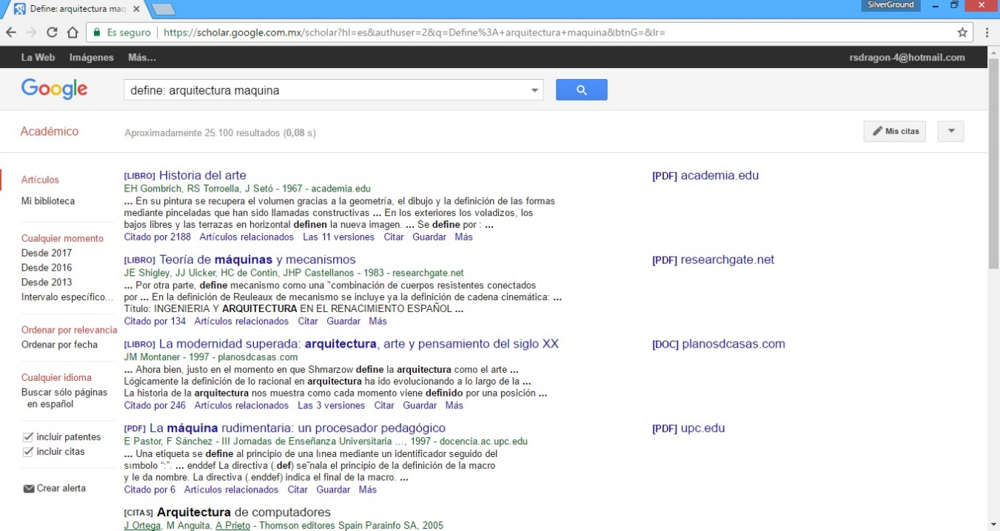 Define: arquitectura maq
SilverGround
Es seguro
https://scholar.google.com.mx/scholar?hl=es&authuser=2&q=Define%3A+arquitectura+maquina&btnG=&lr=
La Web Imágenes Más...
rsdragon-4@hotmail.com
Google
define: arquitectura maquina
Académico
Aproximadamente 25.100 resultados (0,08 s)
Mis citas
Artículos
Mi biblioteca
Cualquier momento
Desde 2017
Desde 2016
Desde 2013
Intervalo específico...
Ordenar por relevancia
Ordenar por fecha
Cualquier idioma
Buscar sólo páginas
en español
incluir patentes
incluir citas
Crear alerta
[LIBRO] Historia del arte
EH Gombrich, RS Torroella, J Setó - 1967 - academia.edu
... En su pintura se recupera el volumen gracias a la geometría, el dibujo y la definición de las formas
mediante pinceladas que han sido llamadas constructivas ... En los exteriores los voladizos, los
bajos libres y las terrazas en horizontal definen la nueva imagen. ... Se define por : ...
Citado por 2188 Artículos relacionados Las 11 versiones Citar Guardar Más
[PDF] academia.edu
[LIBRO] Teoría de máquinas y mecanismos
JE Shigley, JJ Uicker, HC de Contin, JHP Castellanos - 1983 - researchgate.net
... Por otra parte, define mecanismo como una "combinación de cuerpos resistentes conectados
por ... En la definición de Reuleaux de mecanismo se incluye ya la definición de cadena cinemática: ...
Título: INGENIERIA Y ARQUITECTURA EN EL RENACIMIENTO ESPAÑOL ...
Citado por 134 Artículos relacionados Citar Guardar Más
[PDF] researchgate.net
[LIBRO] La modernidad superada: arquitectura, arte y pensamiento del siglo XX
JM Montaner - 1997 - planosdcasas.com
... Ahora bien, justo en el momento en que Shmarzow define la arquitectura como el arte ...
Lógicamente la definición de lo racional en arquitectura ha ido evolucionando a lo largo de la ...
La historia de la arquitectura nos muestra como cada momento viene definido por una posición ...
Citado por 246 Artículos relacionados Las 3 versiones Citar Guardar Más
[DOC] planosdcasas.com
[PDF] La máquina rudimentaria: un procesador pedagógico
E Pastor, F Sánchez - III Jornadas de Enseñanza Universitaria ..., 1997 - docencia.ac.upc.edu
... Una etiqueta se define al principio de una lınea mediante un identificador seguido del
sımbolo “:”. ... enddef La directiva (.def) se˜nala el principio de la definición de la macro
y le da nombre. La directiva (.enddef) indica el final de la macro. ...
Citado por 6 Artículos relacionados Citar Guardar Más
[PDF] upc.edu
[CITAS] Arquitectura de computadores
J Ortega, M Anguita, A Prieto - Thomson editores Spain Parainfo SA, 2005